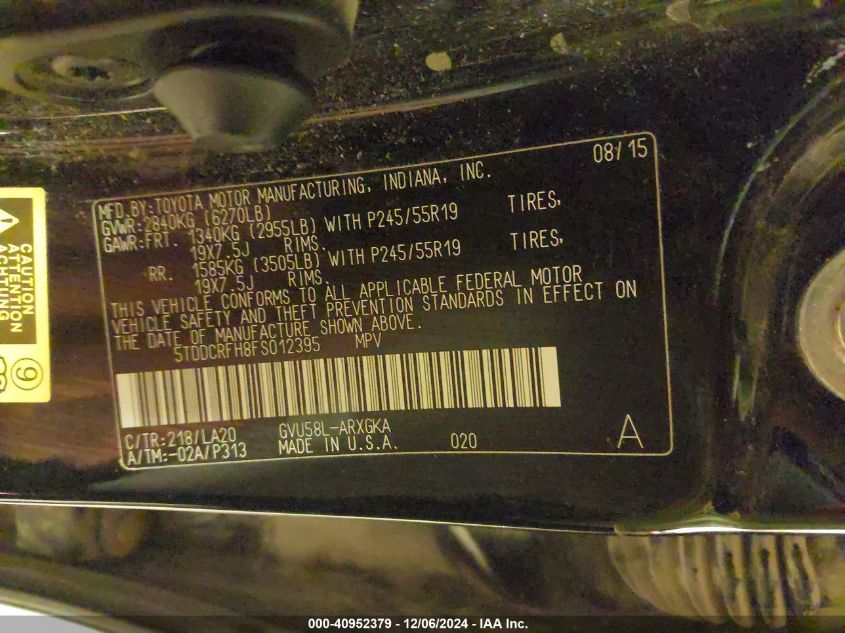 08/15
MFD.BY:TOYOTA MOTOR MANUFACTURING, INDIANA, INC.
GVWR:2840KG (6270LB)
GAWR:FRT. 1340KG (2955LB) WITH P245/55R19 TIRES,
19X7.5J RIMS.
RR. 1585KG (3505LB) WITH P245/55R19 TIRES,
19X7.5J RIMS.
THIS VEHICLE CONFORMS TO ALL APPLICABLE FEDERAL MOTOR
VEHICLE SAFETY AND THEFT PREVENTION STANDARDS IN EFFECT ON
THE DATE OF MANUFACTURE SHOWN ABOVE.
5TDDCRFH8FS012395 MPV
C/TR:218/LA20 GVU58L-ARXGKA
A/TM:-02A/P313 MADE IN U.S.A. 020 A
CAUTION
ATTENTION
ACHTUNG
9
000-40952379 - 12/06/2024 - IAA Inc.